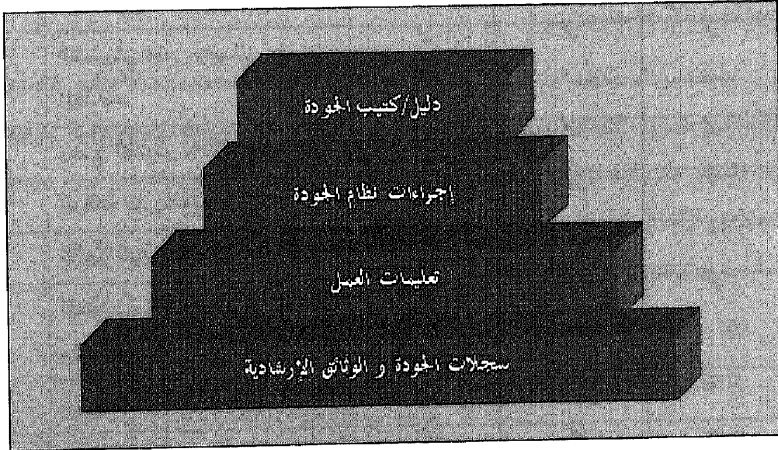 دليل/كتيب الجودة
إجراءات نظام الجودة
تعليمات العمل
سجلات الجودة و الوثائق الإرشادية